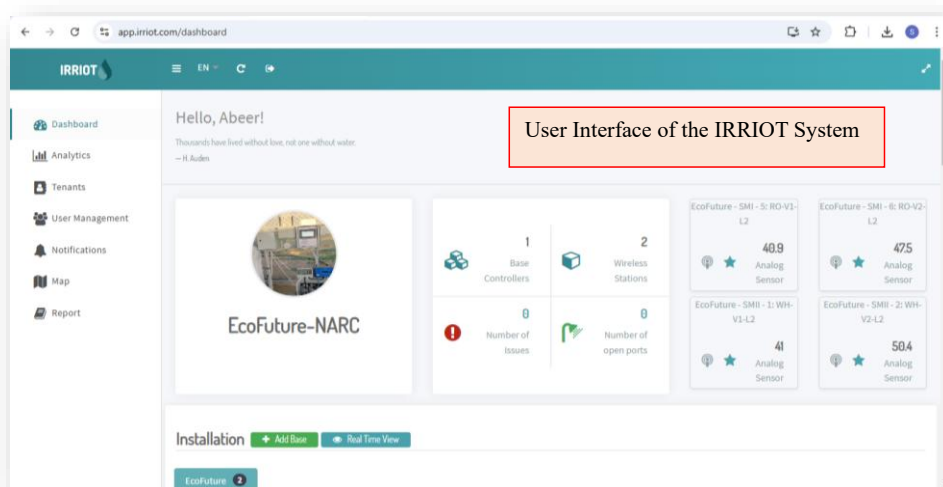 app.irriot.com/dashboard
S
IRRIOT
EN
Hello, Abeer!
Thousands have lived without love, not one without water.
— H. Auden
User Interface of the IRRIOT System
Dashboard
Analytics
Tenants
User Management
Notifications
Map
Report
EcoFuture-NARC
1
Base
Controllers
2
Wireless
Stations
0
Number of
Issues
0
Number of
open ports
EcoFuture - SMI - 5: RO-V1-
L2
40.9
Analog
Sensor
EcoFuture - SMI - 6: RO-V2-
L2
47.5
Analog
Sensor
EcoFuture - SMII - 1: WH-
V1-L2
41
Analog
Sensor
EcoFuture - SMII - 2: WH-
V2-L2
50.4
Analog
Sensor
Installation
Add Base
Real Time View
EcoFuture 2